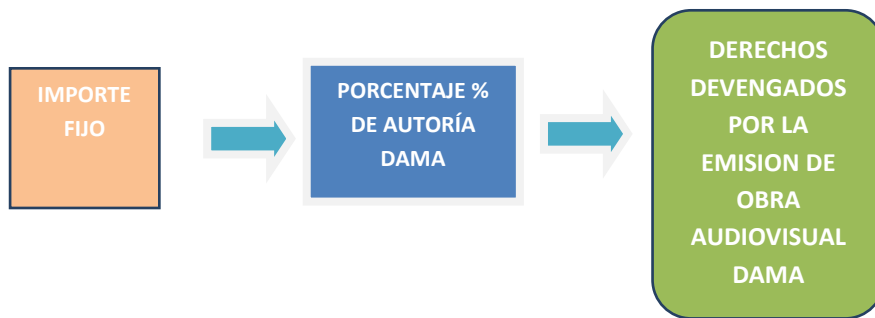 IMPORTE
FIJO
PORCENTAJE %
DE AUTORÍA
DAMA
DERECHOS
DEVENGADOS
POR LA
EMISION DE
OBRA
AUDIOVISUAL
DAMA